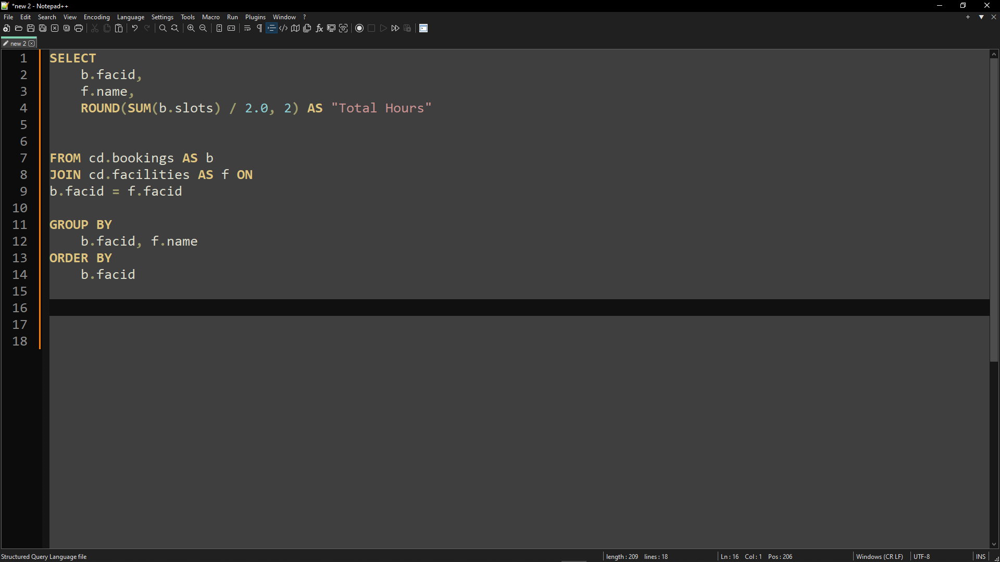 *new 2 - Notepad++
File Edit Search View Encoding Language Settings Tools Macro Run Plugins Window ?
new 2
1 SELECT
2 b.facid,
3 f.name,
4 ROUND(SUM(b.slots) / 2.0, 2) AS "Total Hours"
5
6
7 FROM cd.bookings AS b
8 JOIN cd.facilities AS f ON
9 b.facid = f.facid
10
11 GROUP BY
12 b.facid, f.name
13 ORDER BY
14 b.facid
15
16
17
18
Structured Query Language file length : 209 lines : 18 Ln : 16 Col : 1 Pos : 206 Windows (CR LF) UTF-8 INS